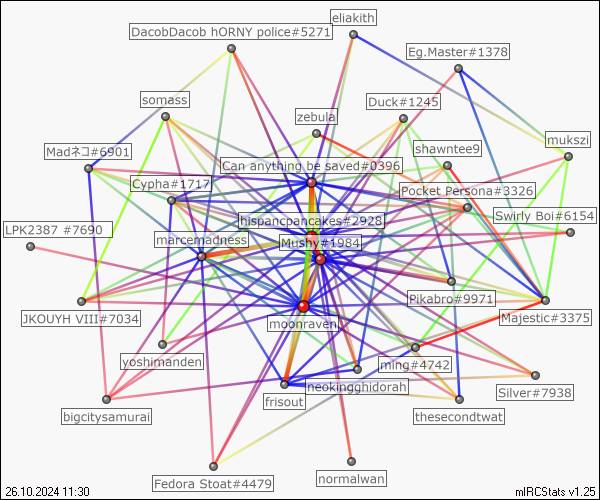 eliakith
DacobDacob hORNY police#5271
Eg.Master#1378
somass
Duck#1245
zebula
mukszi
Madネコ#6901
shawntee9
Can anything be saved#0396
Cypha#1717
Pocket Persona#3326
hispancpancakes#2928
Swirly Boi#6154
LPK2387 #7690
marcemadness
Mushy#1984
Pikabro#9971
JKOUYH VIII#7034
moonraven
Majestic#3375
yoshimanden
ming#4742
neokingghidorah
Silver#7938
frisout
bigcitysamurai
thesecondtwat
Fedora Stoat#4479
normalwan
26.10.2024 11:30
mIRCStats v1.25